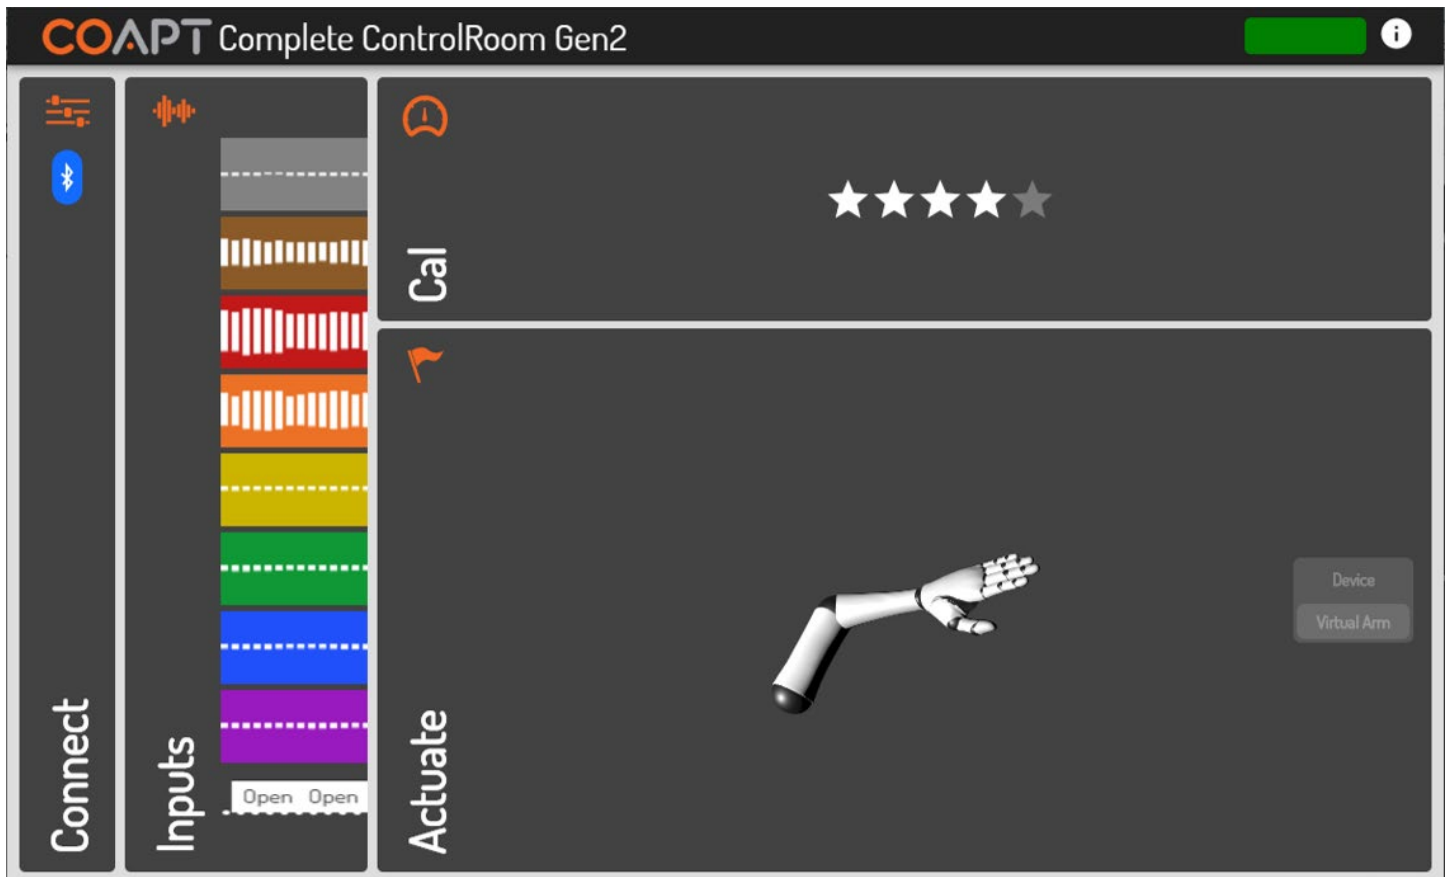 COAPT Complete ControlRoom Gen2
Connect
Inputs
Open Open
Cal
Actuate
Device
Virtual Arm